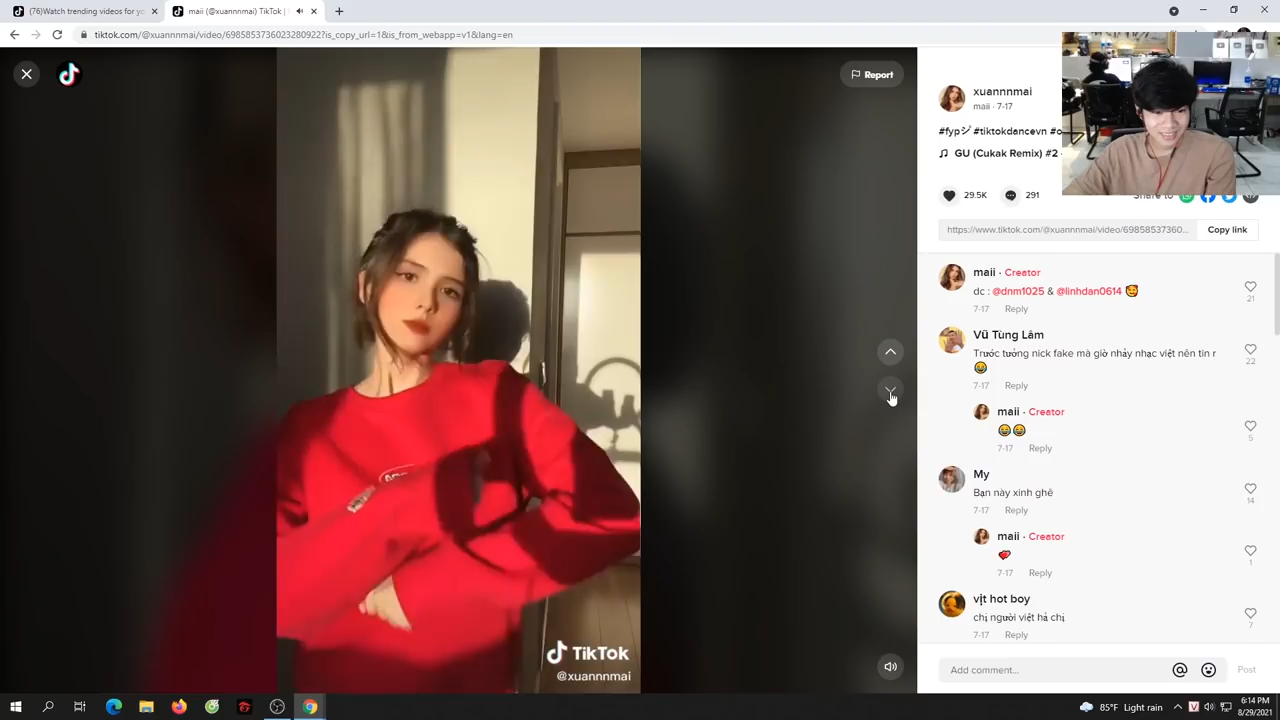 (76)Watch trending videos for yo
maii (@xuannnmai) TikTok |
tiktok.com/@xuannnmai/video/6985853736023280922?is_copy_url=1&is_from_webapp=v1&lang=en
Report
xuannnmai
maii · 7-17
#fypシ #tiktokdancevn #o
GU (Cukak Remix) #2 -
29.5K
291
Share to
https://www.tiktok.com/@xuannnmai/video/69858537360...
Copy link
maii · Creator
dc : @dnm1025 & @linhdan0614 🥰
21
7-17 Reply
Vũ Tùng Lâm
Trước tưởng nick fake mà giờ nhảy nhạc việt nên tin r
😂
22
7-17 Reply
maii · Creator
😂😂
5
7-17 Reply
My
Bạn này xinh ghê
14
7-17 Reply
maii · Creator
1
7-17 Reply
vịt hot boy
chị người việt hả chị
7
7-17 Reply
TikTok
@xuannnmai
Add comment...
Post
85°F Light rain
V
6:14 PM
8/29/2021